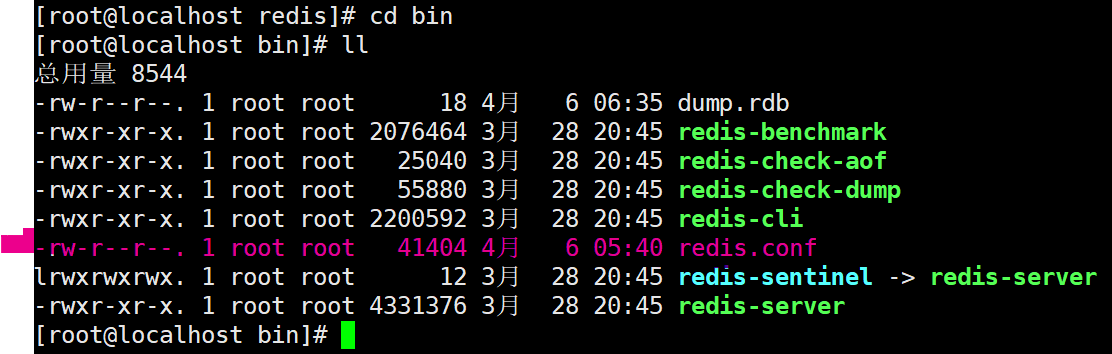 [root@localhost redis]# cd bin
[root@localhost bin]# ll
总用量 8544
-rw-r--r--. 1 root root      18 4月   6 06:35 dump.rdb
-rwxr-xr-x. 1 root root 2076464 3月  28 20:45 redis-benchmark
-rwxr-xr-x. 1 root root   25040 3月  28 20:45 redis-check-aof
-rwxr-xr-x. 1 root root   55880 3月  28 20:45 redis-check-dump
-rwxr-xr-x. 1 root root 2200592 3月  28 20:45 redis-cli
-rw-r--r--. 1 root root   41404 4月   6 05:40 redis.conf
lrwxrwxrwx. 1 root root      12 3月  28 20:45 redis-sentinel -> redis-server
-rwxr-xr-x. 1 root root 4331376 3月  28 20:45 redis-server
[root@localhost bin]#